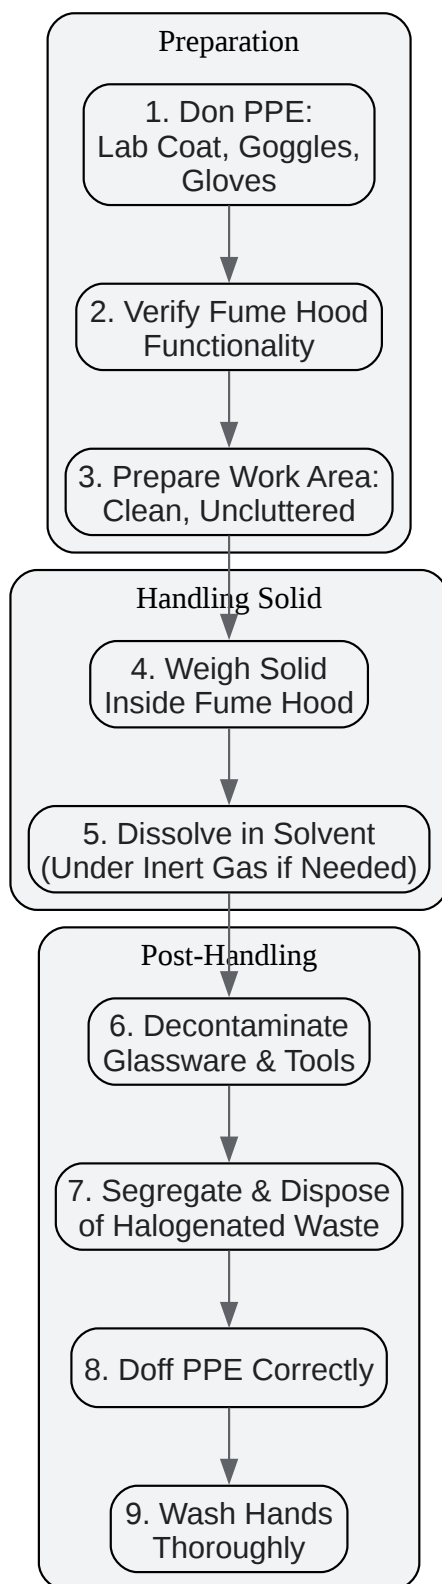 Preparation
1. Don PPE:
Lab Coat, Goggles,
Gloves
2. Verify Fume Hood
Functionality
3. Prepare Work Area:
Clean, Uncluttered
Handling Solid
4. Weigh Solid
Inside Fume Hood
5. Dissolve in Solvent
(Under Inert Gas if Needed)
Post-Handling
6. Decontaminate
Glassware & Tools
7. Segregate & Dispose
of Halogenated Waste
8. Doff PPE Correctly
9. Wash Hands
Thoroughly